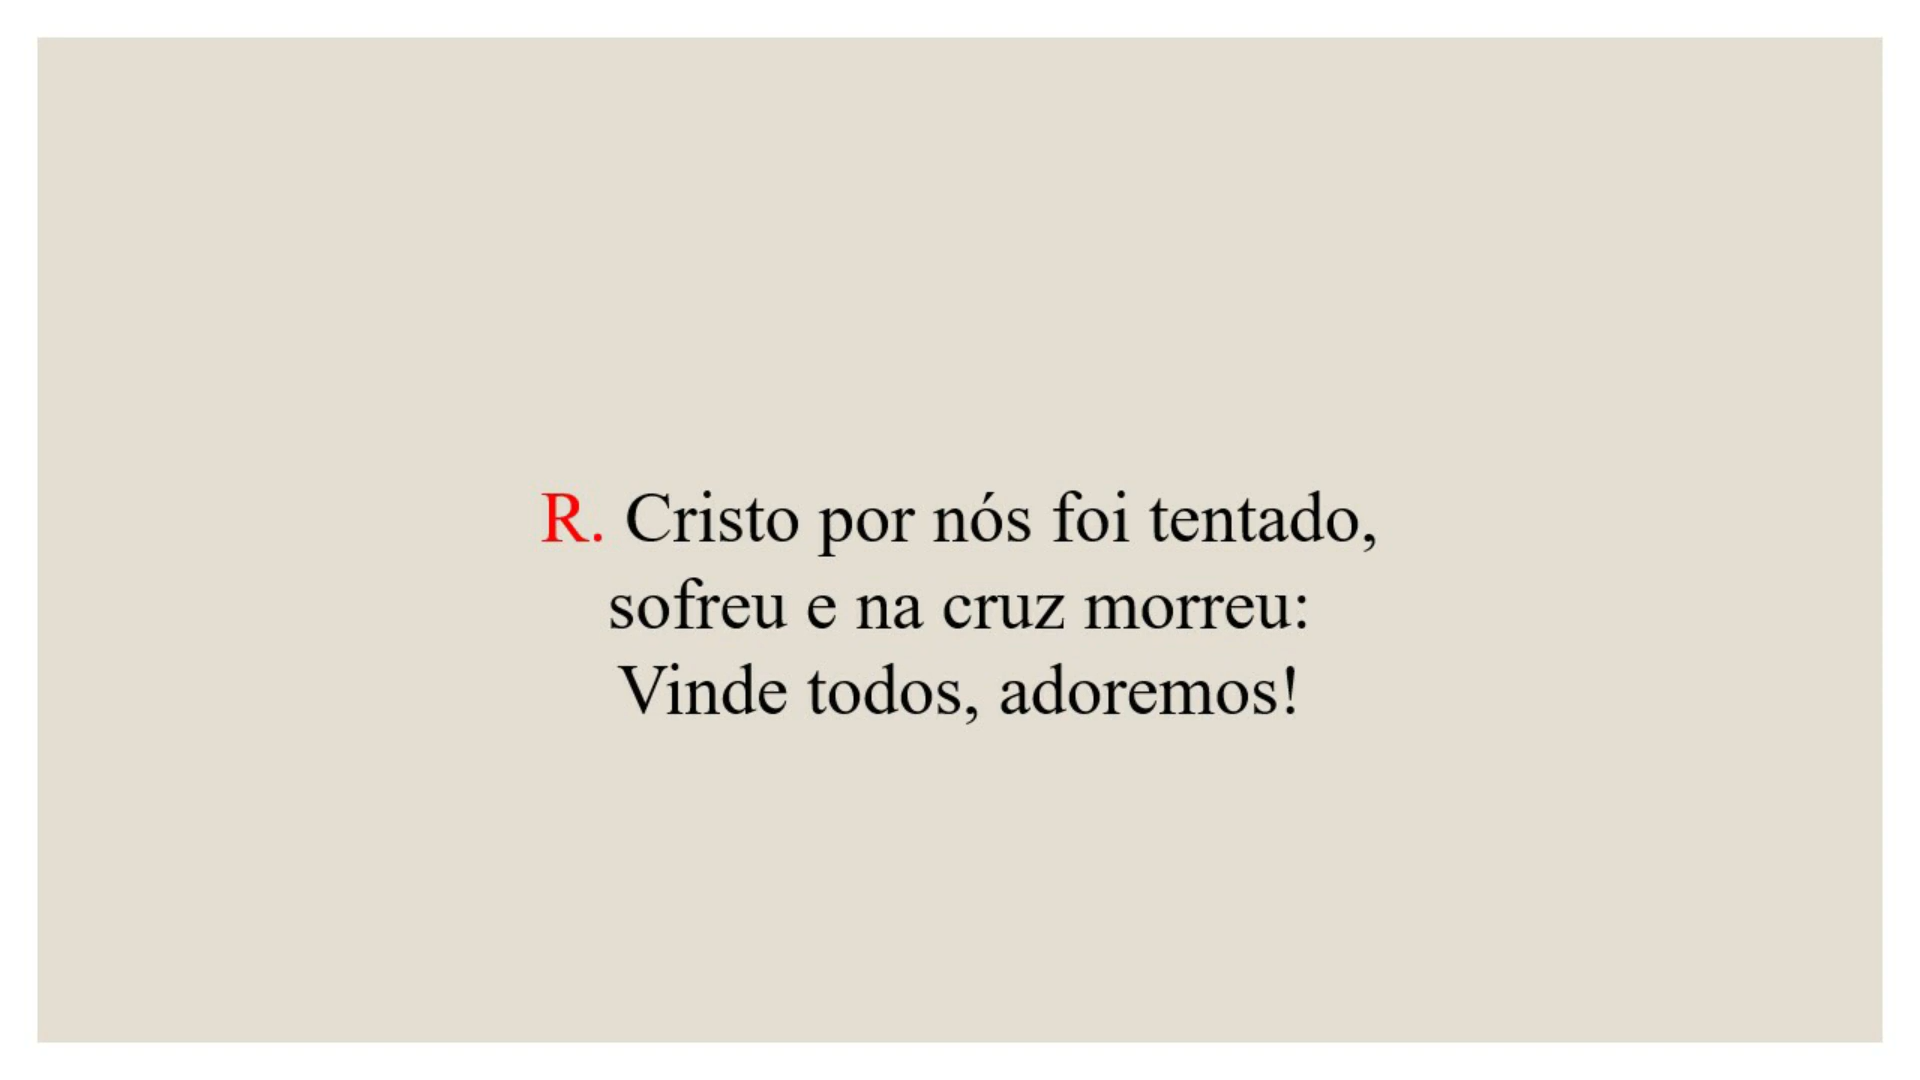 R. Cristo por nós foi tentado,
sofreu e na cruz morreu:
Vinde todos, adoremos!